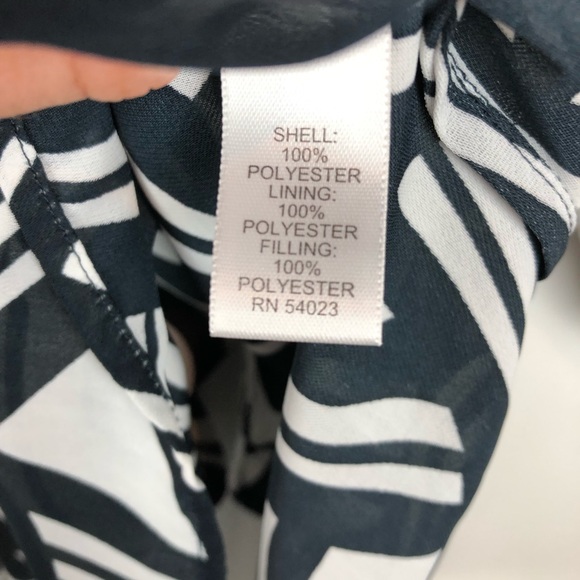 SHELL:
100%
POLYESTER
LINING:
100%
POLYESTER
FILLING:
100%
POLYESTER
RN 54023